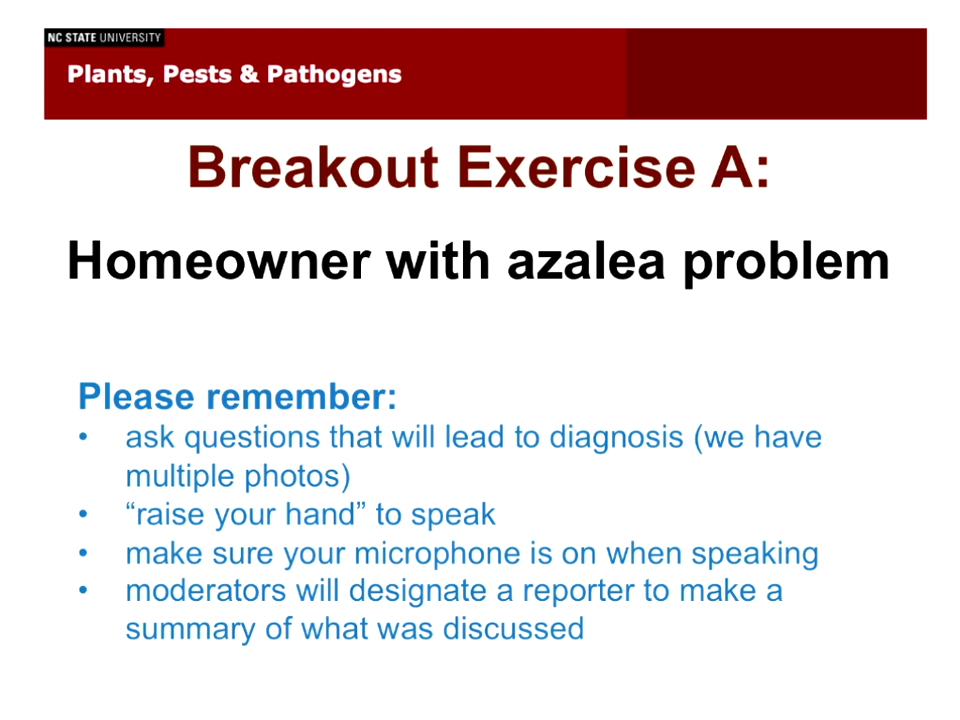 NC STATE UNIVERSITY
Plants, Pests & Pathogens
Breakout Exercise A:
Homeowner with azalea problem
Please remember:
• ask questions that will lead to diagnosis (we have
multiple photos)
• “raise your hand” to speak
• make sure your microphone is on when speaking
• moderators will designate a reporter to make a
summary of what was discussed